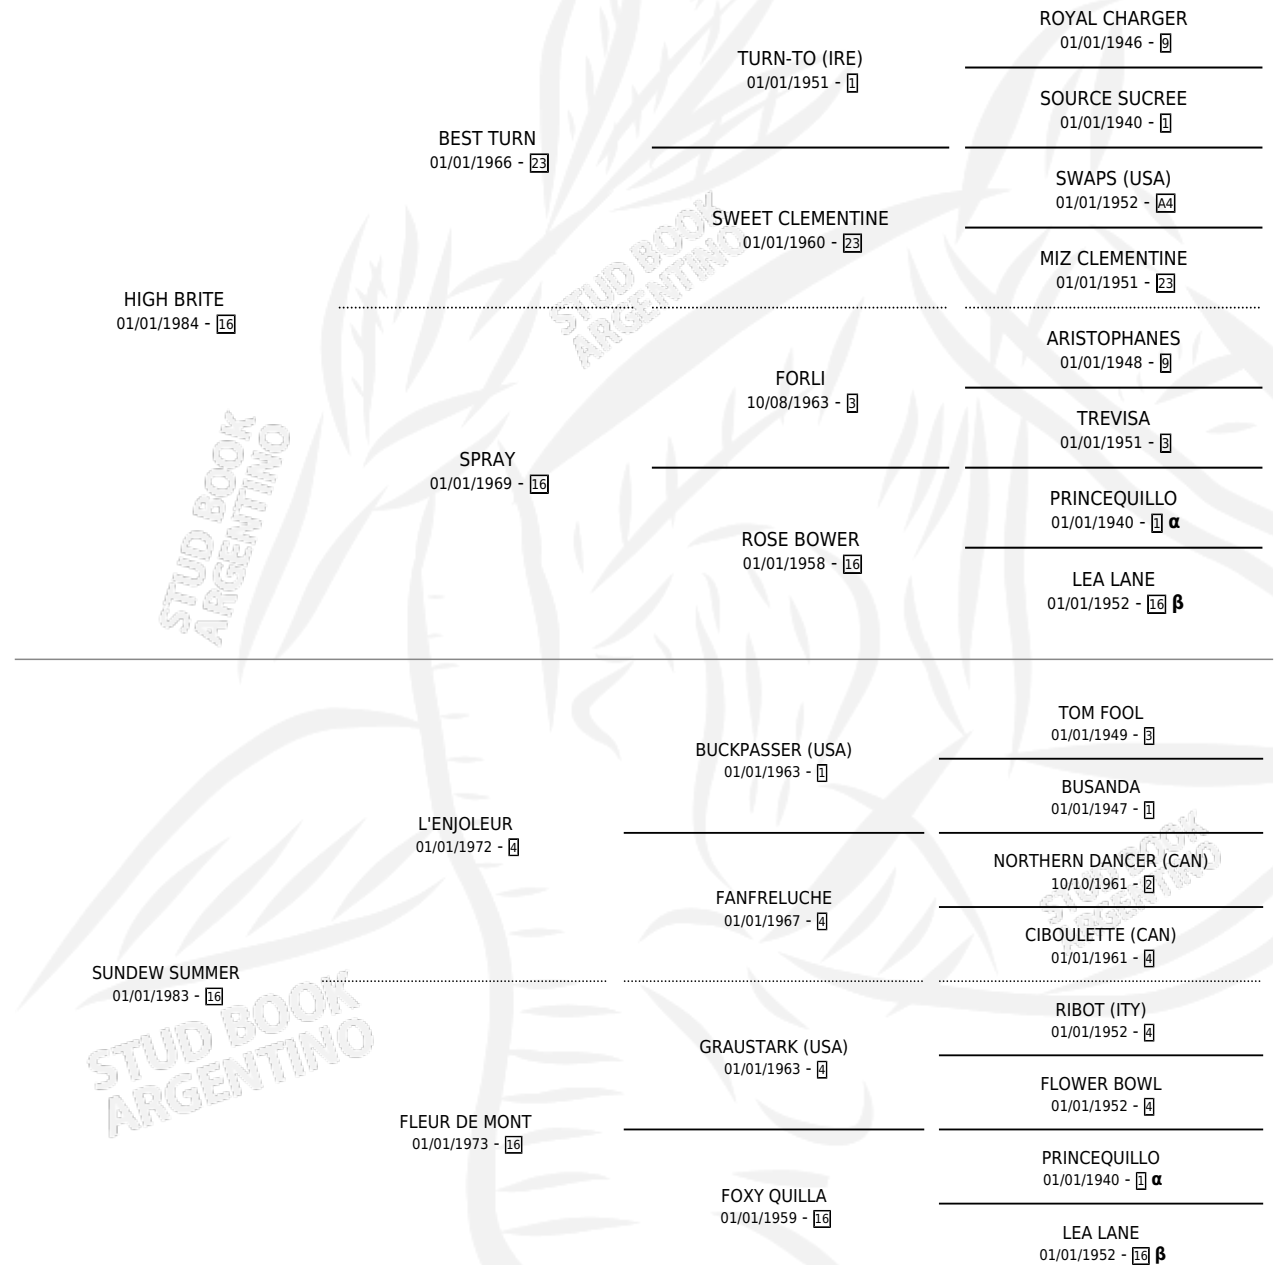 HIGH BRITE
01/01/1984 - 16
BEST TURN
01/01/1966 - 23
TURN-TO (IRE)
01/01/1951 - 1
ROYAL CHARGER
01/01/1946 - 9
SOURCE SUCREE
01/01/1940 - 1
SWEET CLEMENTINE
01/01/1960 - 23
SWAPS (USA)
01/01/1952 - A4
MIZ CLEMENTINE
01/01/1951 - 23
SPRAY
01/01/1969 - 16
FORLI
10/08/1963 - 3
ARISTOPHANES
01/01/1948 - 9
TREVISA
01/01/1951 - 3
ROSE BOWER
01/01/1958 - 16
PRINCEQUILLO
01/01/1940 - 1 α
LEA LANE
01/01/1952 - 16 β
SUNDEW SUMMER
01/01/1983 - 16
L'ENJOLEUR
01/01/1972 - 4
BUCKPASSER (USA)
01/01/1963 - 1
TOM FOOL
01/01/1949 - 3
BUSANDA
01/01/1947 - 1
FANFRELUCHE
01/01/1967 - 4
NORTHERN DANCER (CAN)
10/10/1961 - 2
CIBOULETTE (CAN)
01/01/1961 - 4
FLEUR DE MONT
01/01/1973 - 16
GRAUSTARK (USA)
01/01/1963 - 4
RIBOT (ITY)
01/01/1952 - 4
FLOWER BOWL
01/01/1952 - 4
FOXY QUILLA
01/01/1959 - 16
PRINCEQUILLO
01/01/1940 - 1 α
LEA LANE
01/01/1952 - 16 β
STUD BOOK
ARGENTINO
STUD BOOK
ARGENTINO
STUD BOOK
ARGENTINO
STUD BOOK
ARGENTINO